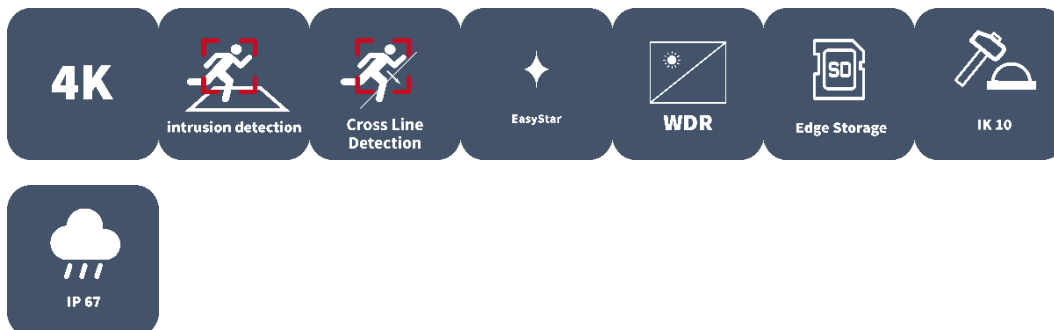 4K
intrusion detection
Cross Line
Detection
EasyStar
WDR
SD
Edge Storage
IK 10
IP 67